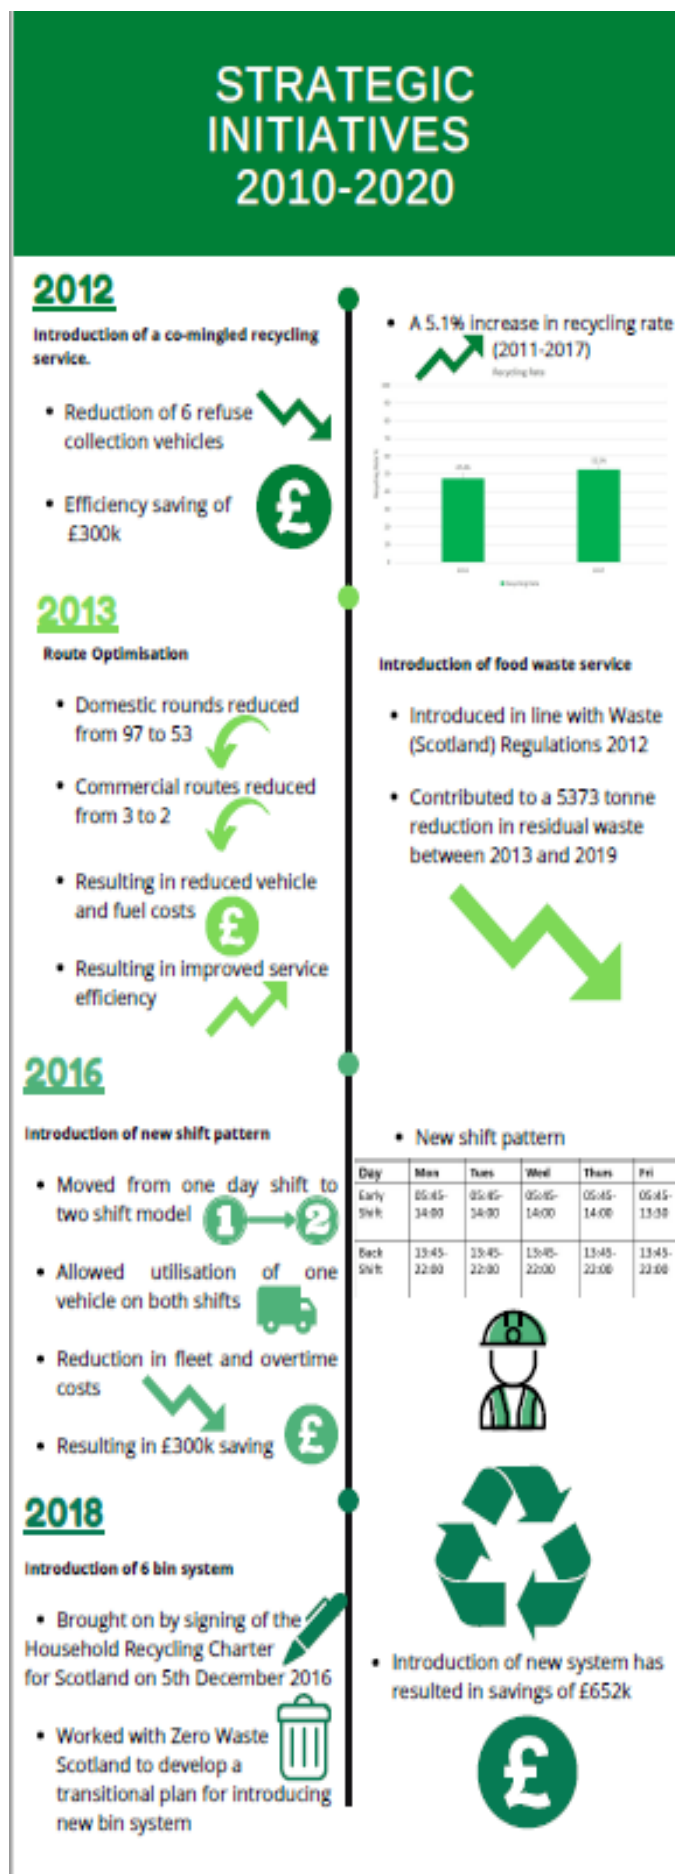 STRATEGIC
INITIATIVES
2010-2020
2012
Introduction of a co-mingled recycling
service.
• Reduction of 6 refuse
collection vehicles
• Efficiency saving of
£300k
• A 5.1% increase in recycling rate
(2011-2017)
Recycling Rate
2013
Route Optimisation
• Domestic rounds reduced
from 97 to 53
• Commercial routes reduced
from 3 to 2
• Resulting in reduced vehicle
and fuel costs
• Resulting in improved service
efficiency
Introduction of food waste service
• Introduced in line with Waste
(Scotland) Regulations 2012
• Contributed to a 5373 tonne
reduction in residual waste
between 2013 and 2019
2016
Introduction of new shift pattern
• Moved from one day shift to
two shift model 1 2
• Allowed utilisation of one
vehicle on both shifts
• Reduction in fleet and overtime
costs
• Resulting in £300k saving
• New shift pattern
Day Mon Tues Wed Thurs Fri
Early 05:45- 05:45- 05:45- 05:45- 05:45-
Shift 14:00 14:00 14:00 14:00 13:30
Back 13:45- 13:45- 13:45- 13:45- 13:45-
Shift 22:00 22:00 22:00 22:00 22:00
2018
Introduction of 6 bin system
• Brought on by signing of the
Household Recycling Charter
for Scotland on 5th December 2016
• Worked with Zero Waste
Scotland to develop a
transitional plan for introducing
new bin system
• Introduction of new system has
resulted in savings of £652k
£